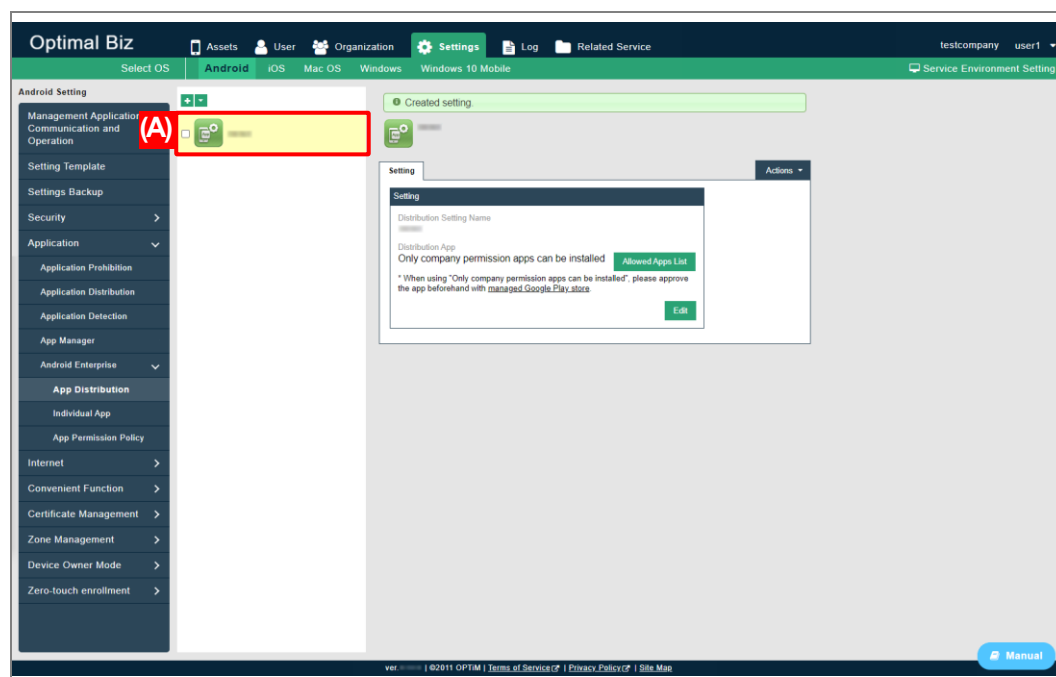 Optimal Biz
Assets User Organization Settings Log Related Service
testcompany user1
Select OS Android iOS Mac OS Windows Windows 10 Mobile
Service Environment Setting
Android Setting
Management Application
Communication and
Operation
Setting Template
Settings Backup
Security
Application
Application Prohibition
Application Distribution
Application Detection
App Manager
Android Enterprise
App Distribution
Individual App
App Permission Policy
Internet
Convenient Function
Certificate Management
Zone Management
Device Owner Mode
Zero-touch enrollment
(A)
Created setting.
Setting
Actions
Setting
Distribution Setting Name
Distribution App
Only company permission apps can be installed
Allowed Apps List
* When using "Only company permission apps can be installed", please approve
the app beforehand with managed Google Play store.
Edit
Manual
ver. | ©2011 OPTiM | Terms of Service | Privacy Policy | Site Map